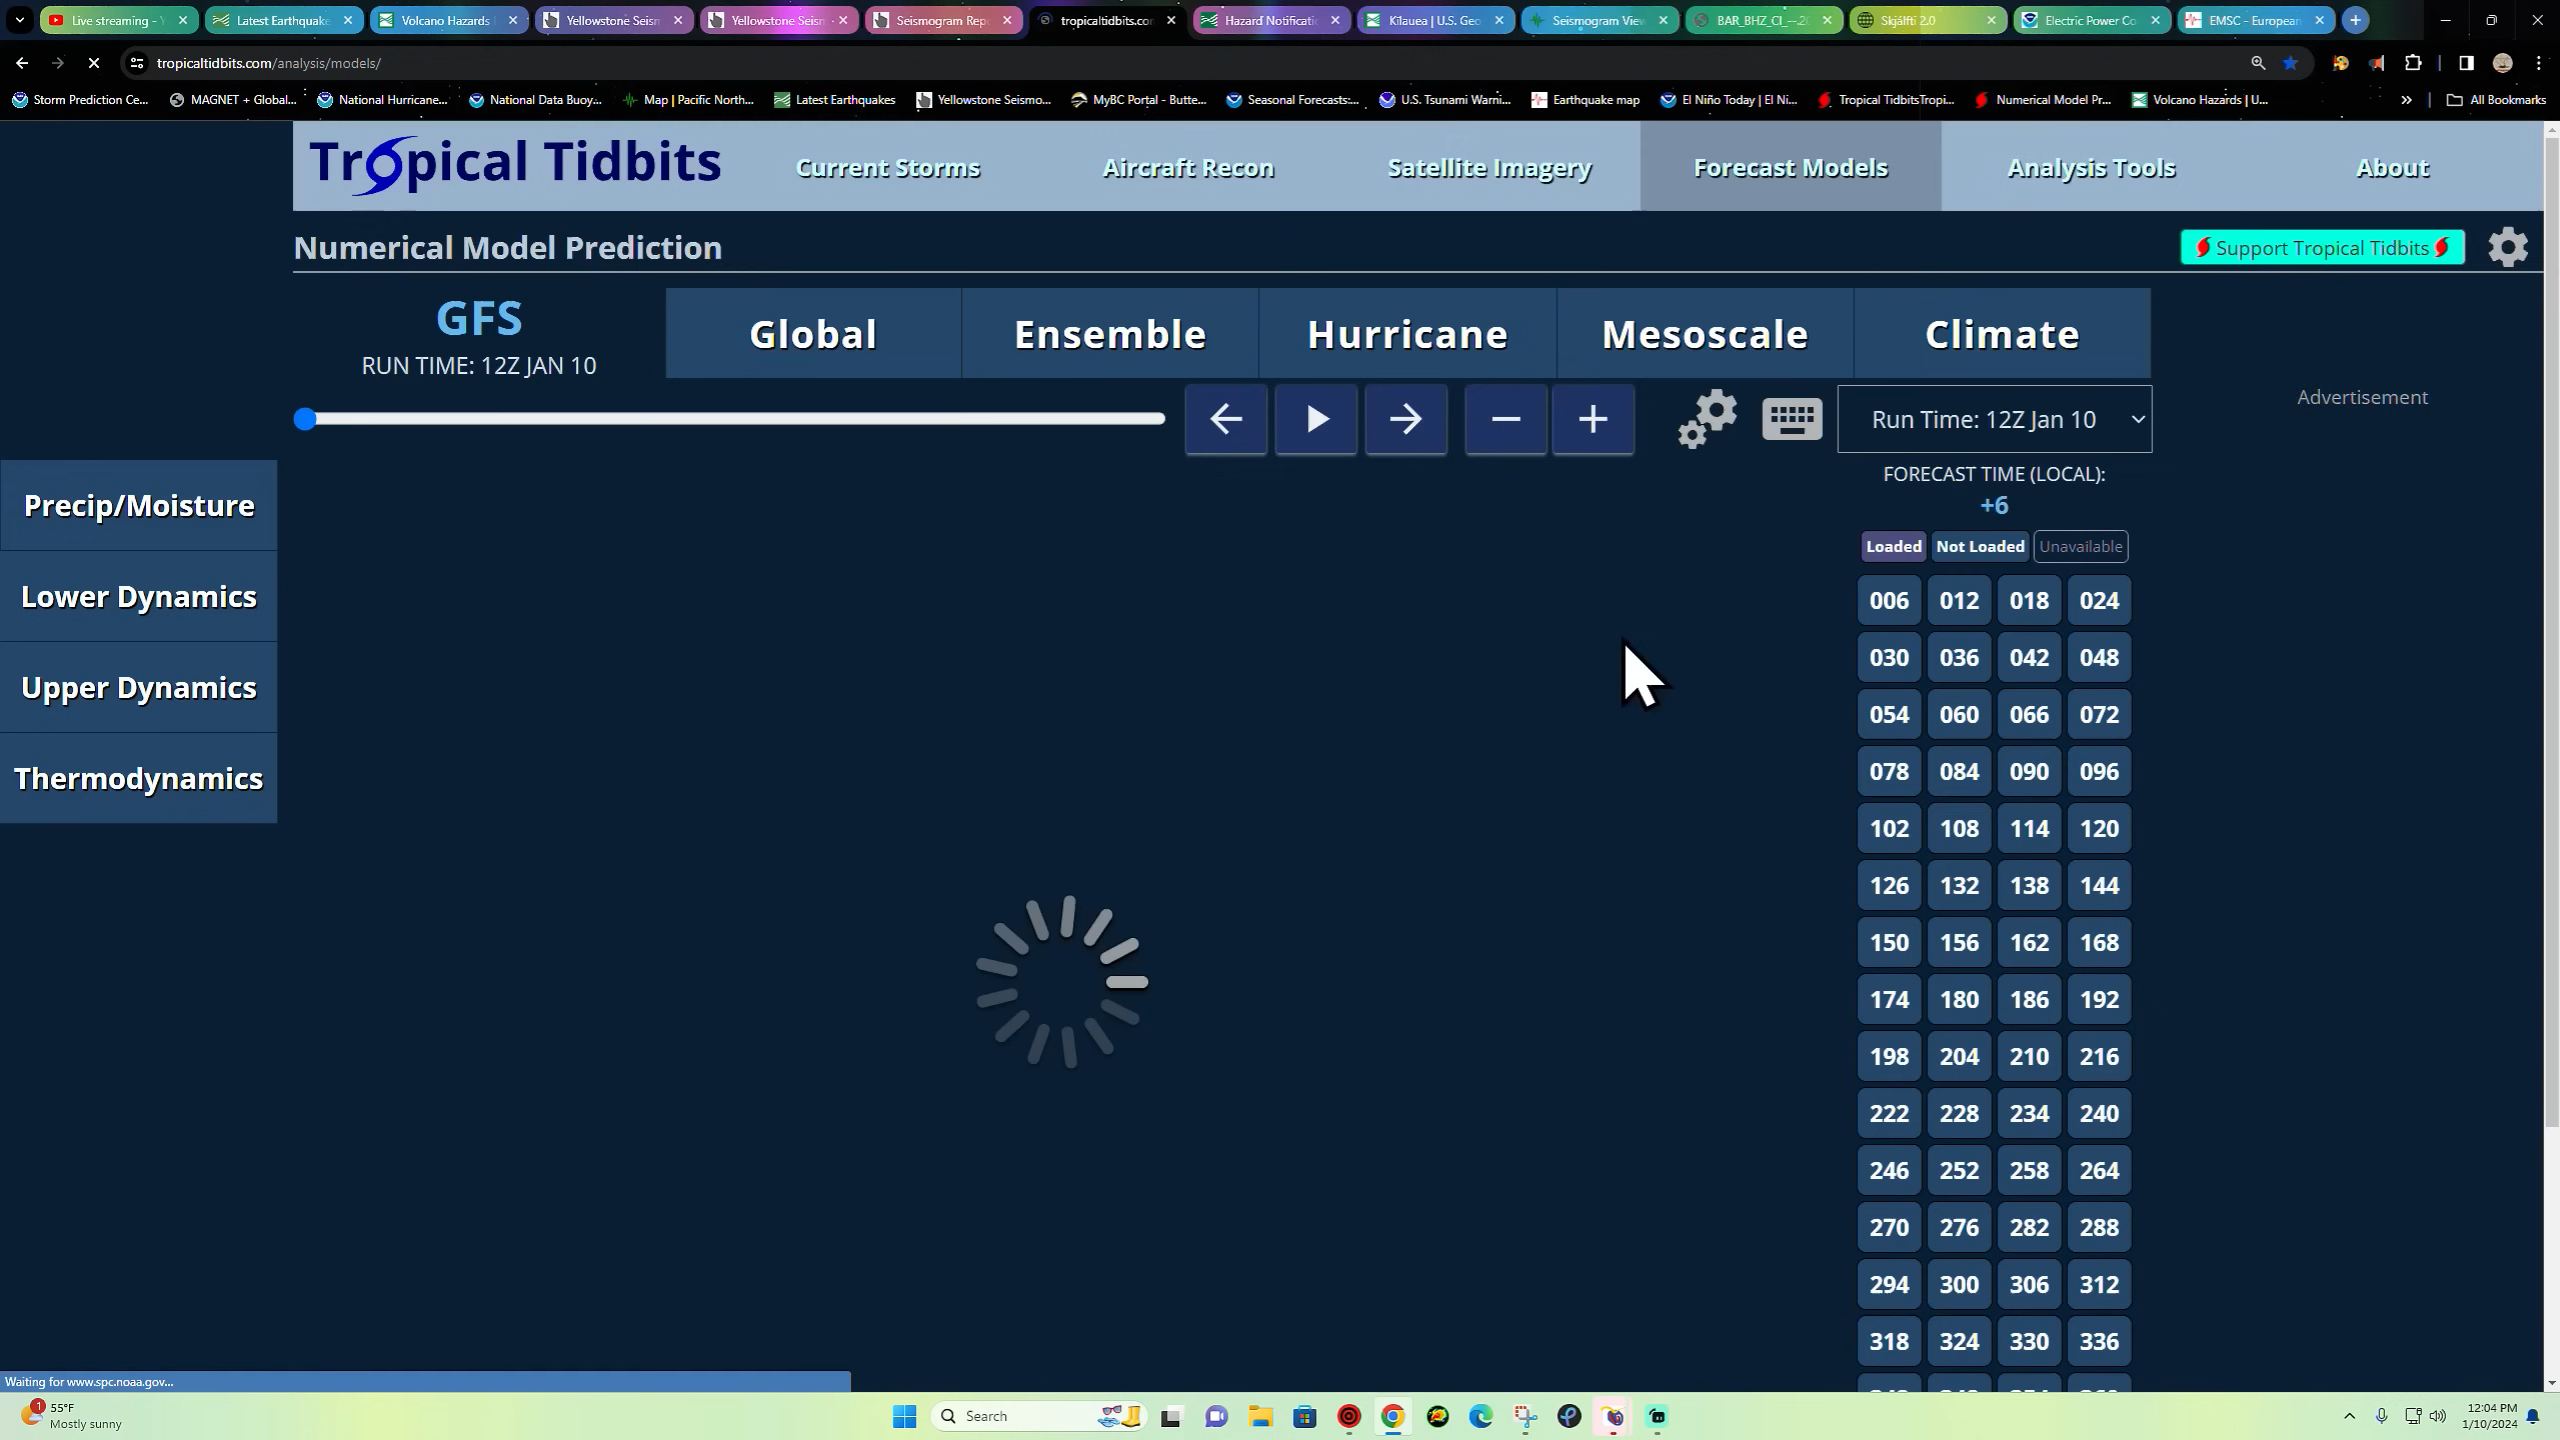 Live streaming - Y
Latest Earthquake
Volcano Hazards
Yellowstone Seism
Yellowstone Seism -
Seismogram Rep
tropicaltidbits.co
Hazard Notificati
Kīlauea | U.S. Geo
Seismogram View
BAR_BHZ_CI_--.2
Skjálfti 2.0
Electric Power Co
EMSC - European
tropicaltidbits.com/analysis/models/
Storm Prediction Ce...
MAGNET + Global...
National Hurricane...
National Data Buoy...
Map | Pacific North...
Latest Earthquakes
Yellowstone Seismo...
MyBC Portal - Butte...
Seasonal Forecasts:...
U.S. Tsunami Warni...
Earthquake map
El Niño Today | El Ni...
Tropical TidbitsTropi...
Numerical Model Pr...
Volcano Hazards | U...
All Bookmarks
Tropical Tidbits
Current Storms
Aircraft Recon
Satellite Imagery
Forecast Models
Analysis Tools
About
Numerical Model Prediction
Support Tropical Tidbits
GFS
RUN TIME: 12Z JAN 10
Global
Ensemble
Hurricane
Mesoscale
Climate
Run Time: 12Z Jan 10
Advertisement
FORECAST TIME (LOCAL):
+6
Loaded Not Loaded Unavailable
Precip/Moisture
Lower Dynamics
Upper Dynamics
Thermodynamics
006 012 018 024
030 036 042 048
054 060 066 072
078 084 090 096
102 108 114 120
126 132 138 144
150 156 162 168
174 180 186 192
198 204 210 216
222 228 234 240
246 252 258 264
270 276 282 288
294 300 306 312
318 324 330 336
Waiting for www.spc.noaa.gov...
1
55°F
Mostly sunny
Search
12:04 PM
1/10/2024